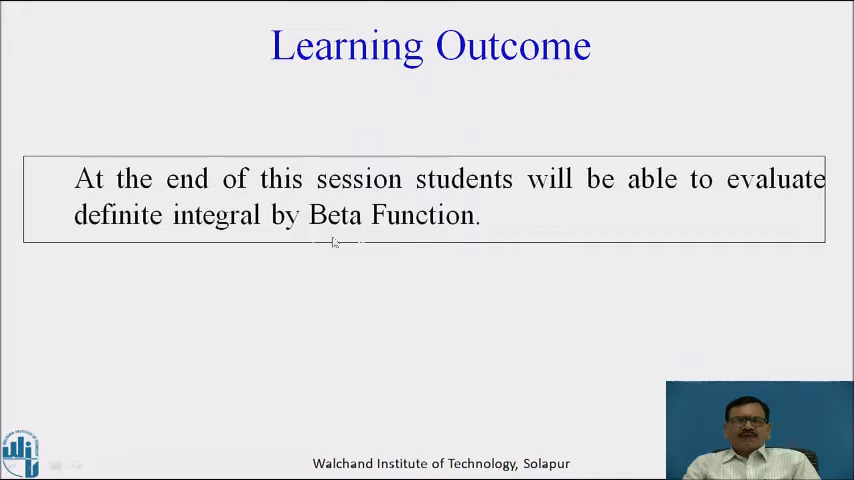 Learning Outcome
At the end of this session students will be able to evaluate
definite integral by Beta Function.
Walchand Institute of Technology, Solapur